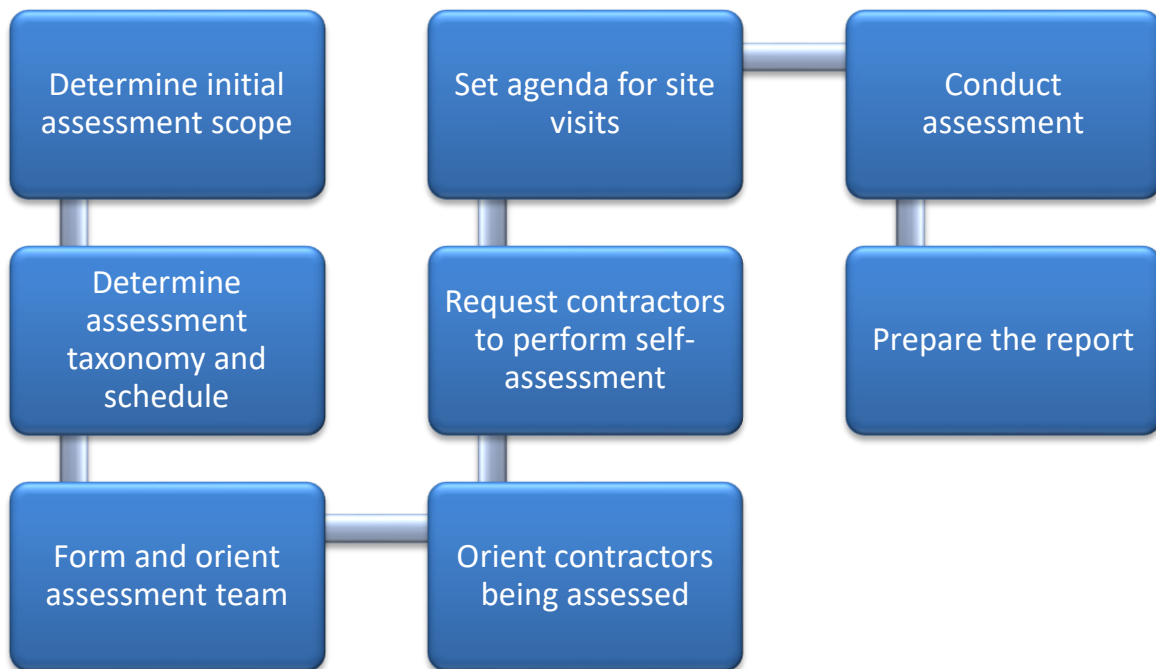 Determine initial
assessment scope
Determine
assessment
taxonomy and
schedule
Form and orient
assessment team
Orient contractors
being assessed
Request contractors
to perform self-
assessment
Set agenda for site
visits
Conduct
assessment
Prepare the report